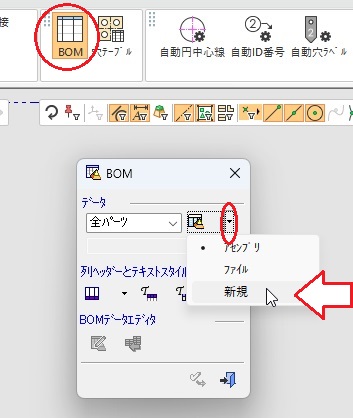 接
BOM
穴ﾃｰﾌﾞﾙ
自動円中心線
自動ID番号
自動穴ﾗﾍﾞﾙ
BOM
ﾃﾞｰﾀ
全ﾊﾟｰﾂ
ｱｾﾝﾌﾞﾘ
ﾌｧｲﾙ
新規
列ﾍｯﾀﾞｰとﾃｷｽﾄｽﾀｲﾙ
BOMﾃﾞｰﾀｴﾃﾞｨﾀ